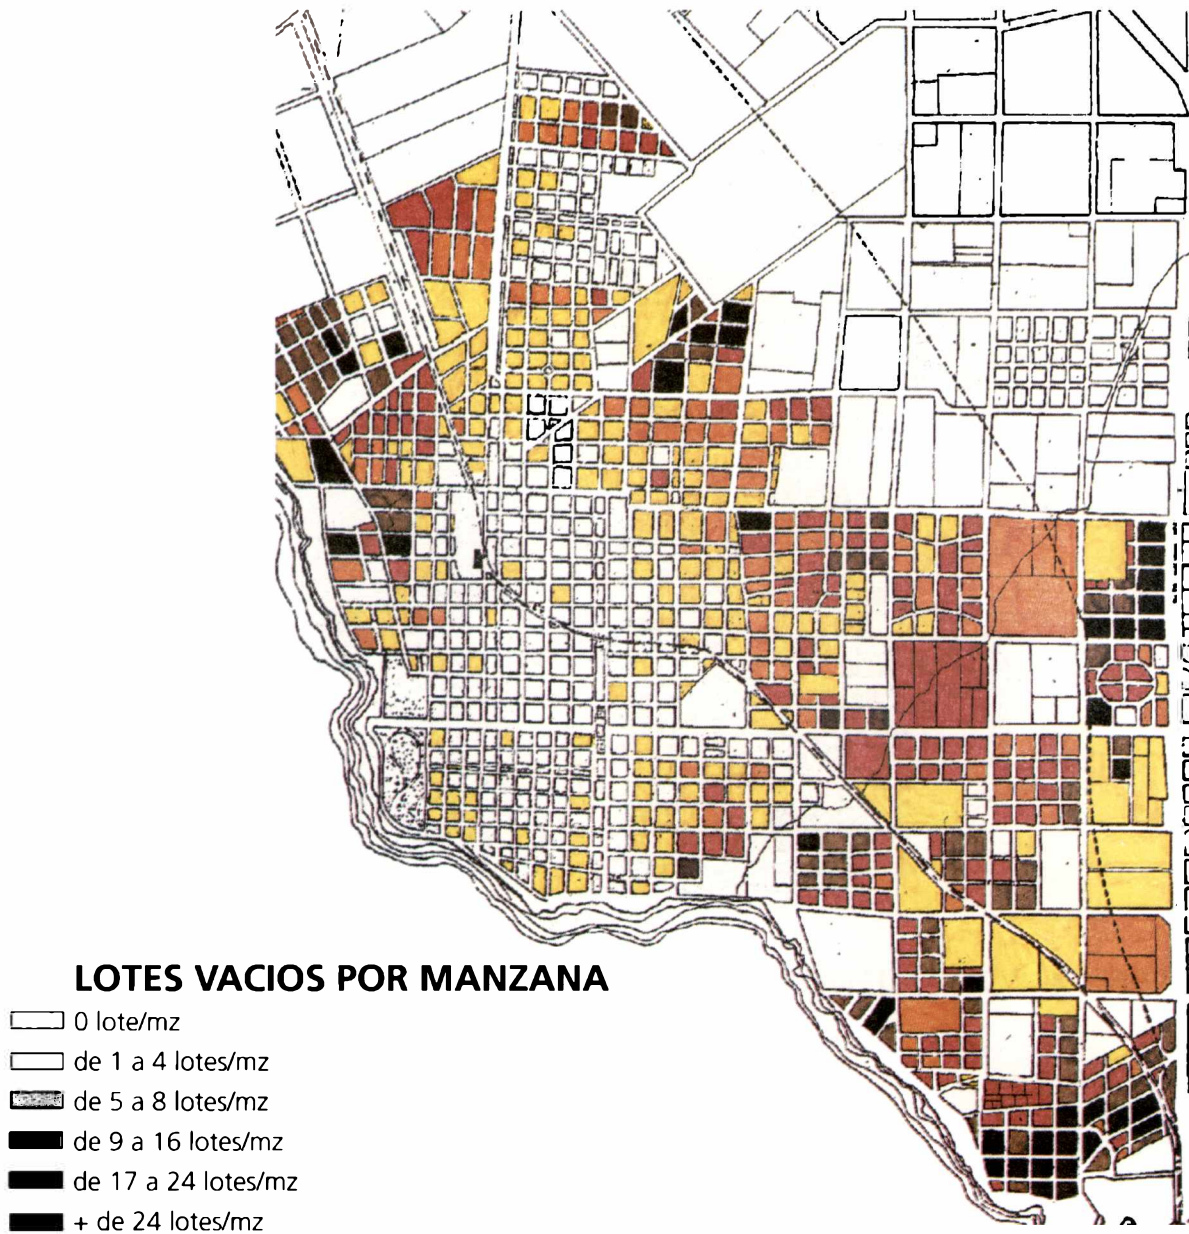 LOTES VACIOS POR MANZANA
0 lote/mz
de 1 a 4 lotes/mz
de 5 a 8 lotes/mz
de 9 a 16 lotes/mz
de 17 a 24 lotes/mz
+ de 24 lotes/mz